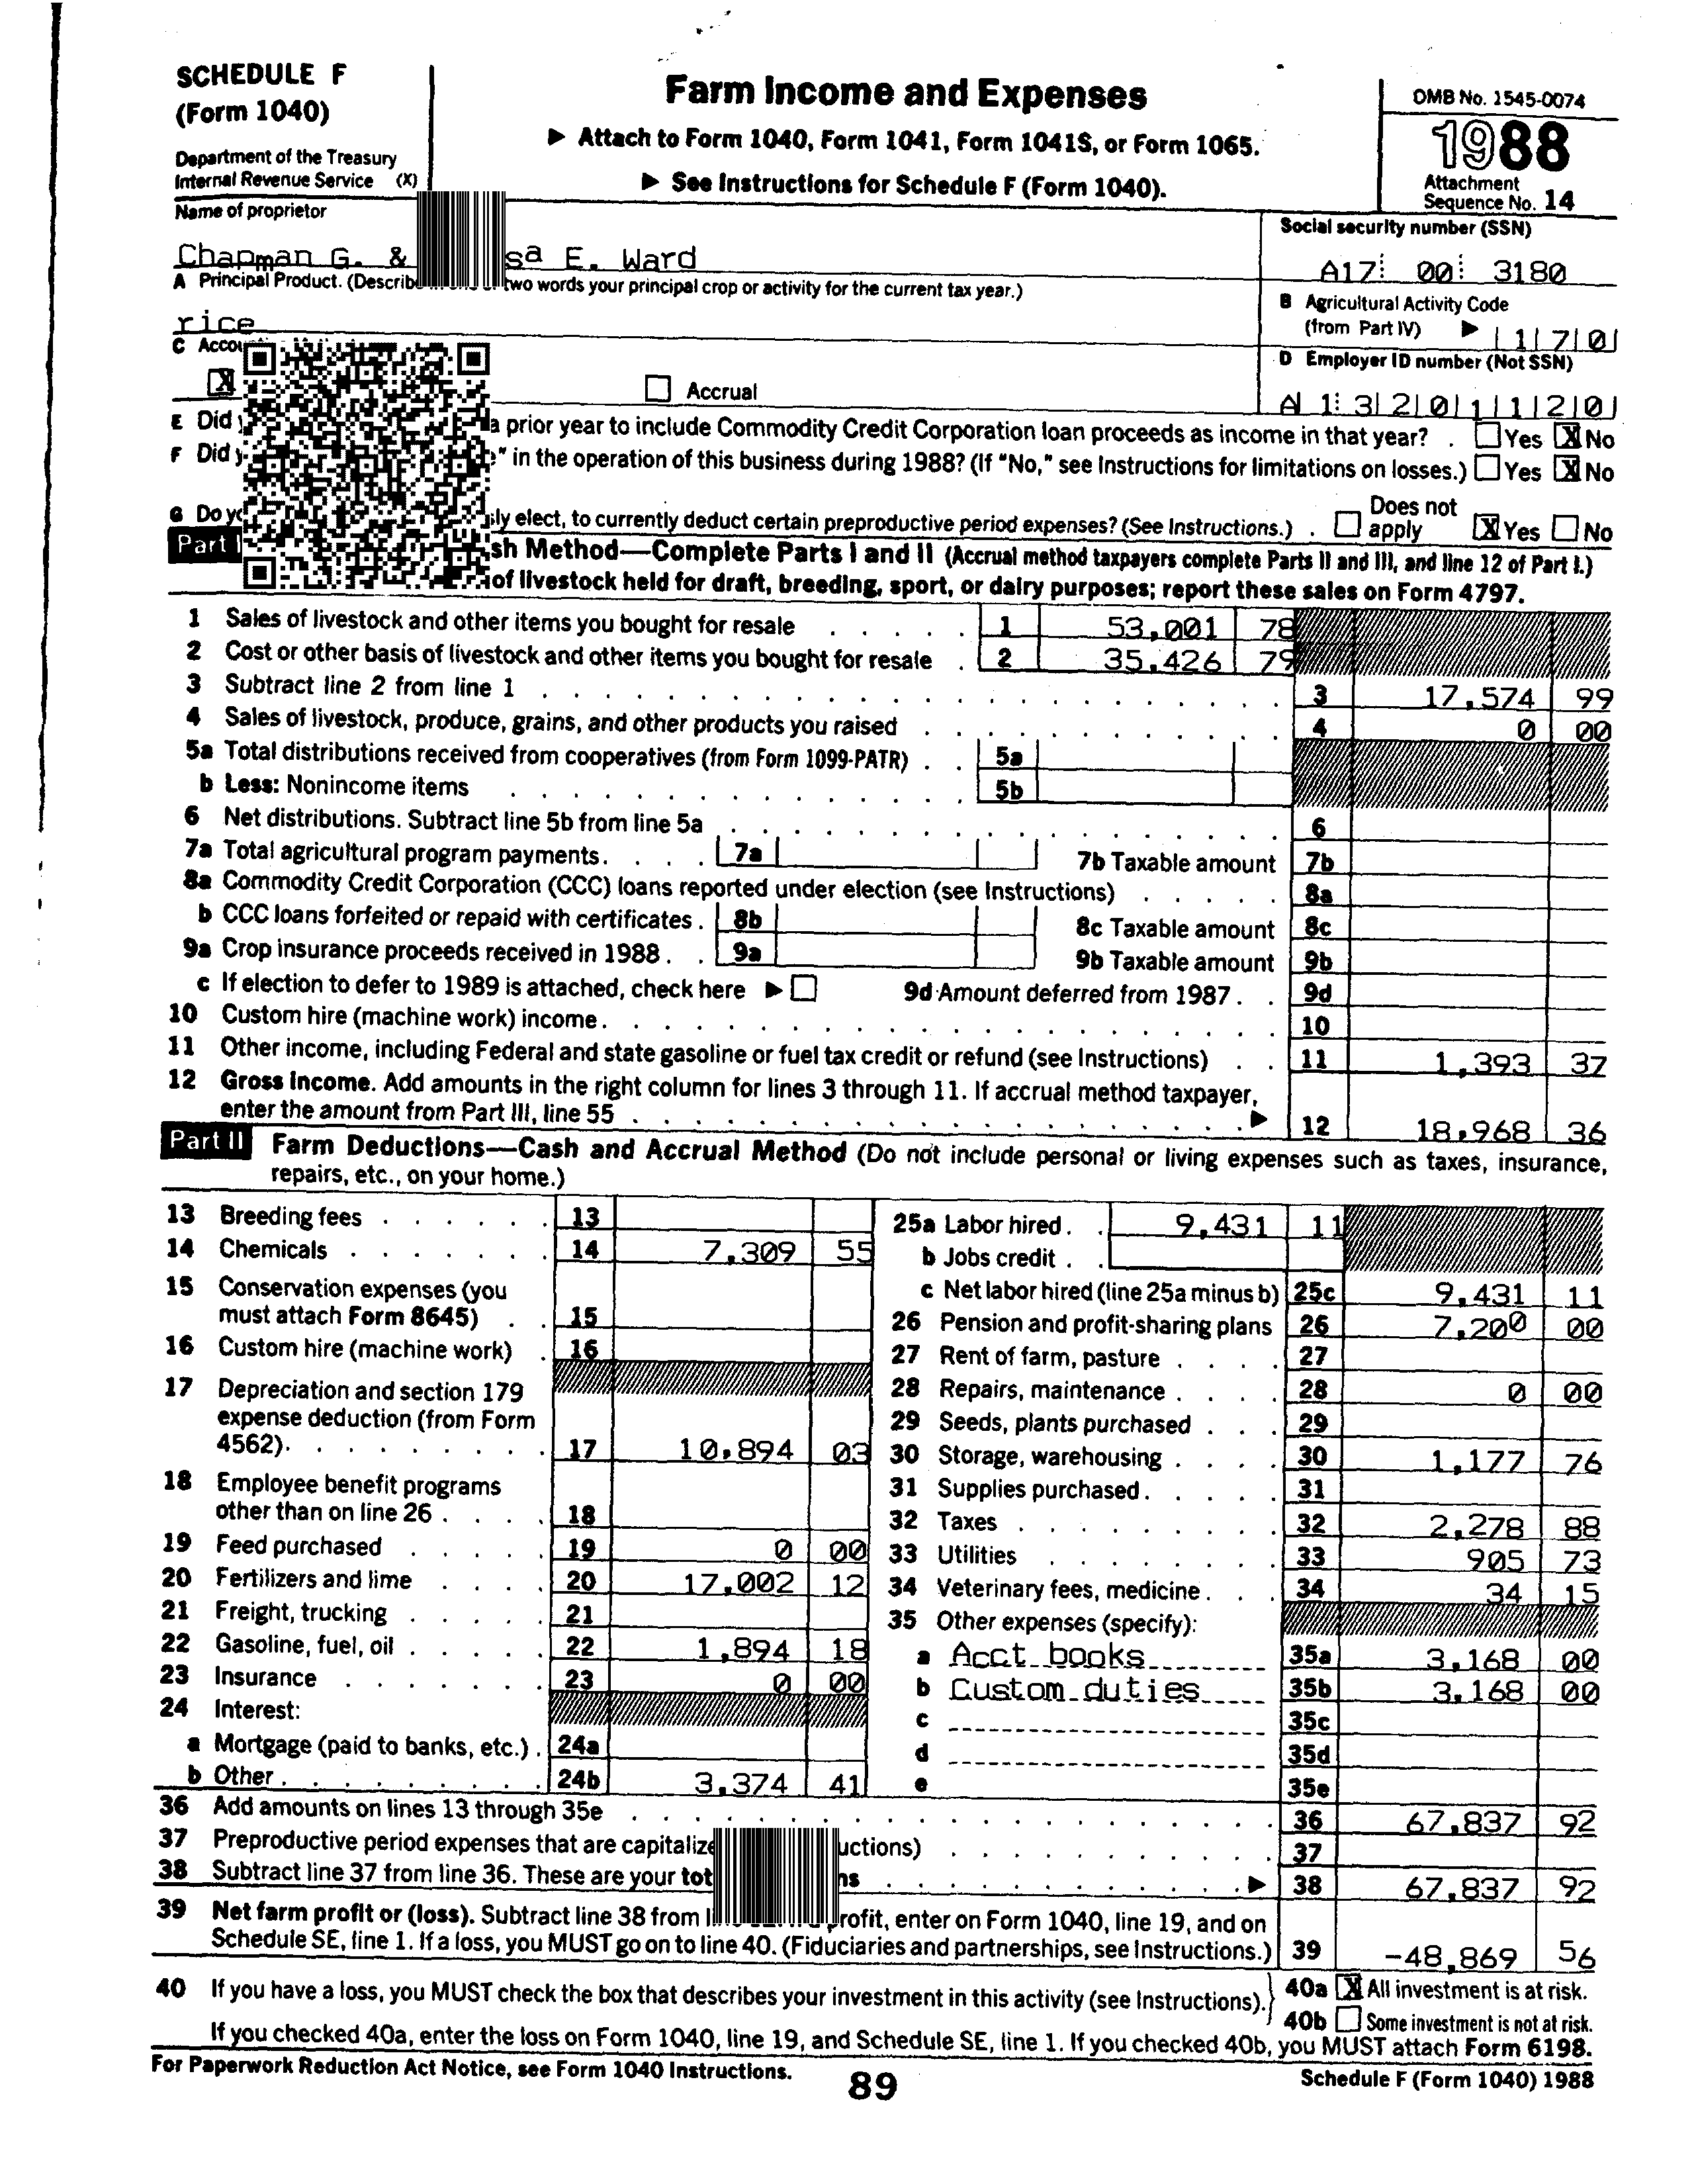 SCHEDULE F
(Form 1040)
Department of the Treasury
Internal Revenue Service (X)
Farm Income and Expenses
▶ Attach to Form 1040, Form 1041, Form 1041S, or Form 1065.
▶ See Instructions for Schedule F (Form 1040).
OMB No. 1545-0074
1988
Attachment
Sequence No. 14
Name of proprietor
Chapman G. & sa E. Ward
Social security number (SSN)
A17 00 3180
A Principal Product. (Describe two words your principal crop or activity for the current tax year.)
rice
B Agricultural Activity Code
(from Part IV) ▶ 1 7 0
C
X Accrual
D Employer ID number (Not SSN)
A 1 3 2 0 1 1 2 0
E Did a prior year to include Commodity Credit Corporation loan proceeds as income in that year? . Yes X No
F Did in the operation of this business during 1988? (If "No," see Instructions for limitations on losses.) Yes X No
G Do elect, to currently deduct certain preproductive period expenses? (See Instructions.) . Does not apply X Yes No
Part Method—Complete Parts I and II (Accrual method taxpayers complete Parts II and III, and line 12 of Part I.)
of livestock held for draft, breeding, sport, or dairy purposes; report these sales on Form 4797.
1 Sales of livestock and other items you bought for resale 1 53,001 78
2 Cost or other basis of livestock and other items you bought for resale 2 35,426 79
3 Subtract line 2 from line 1 3 17,574 99
4 Sales of livestock, produce, grains, and other products you raised 4 0 00
5a Total distributions received from cooperatives (from Form 1099-PATR) 5a
b Less: Nonincome items 5b
6 Net distributions. Subtract line 5b from line 5a 6
7a Total agricultural program payments. 7a 7b Taxable amount 7b
8a Commodity Credit Corporation (CCC) loans reported under election (see Instructions) 8a
b CCC loans forfeited or repaid with certificates . 8b 8c Taxable amount 8c
9a Crop insurance proceeds received in 1988 . 9a 9b Taxable amount 9b
c If election to defer to 1989 is attached, check here ▶ 9d Amount deferred from 1987 . 9d
10 Custom hire (machine work) income. 10
11 Other income, including Federal and state gasoline or fuel tax credit or refund (see Instructions) 11 1,393 37
12 Gross Income. Add amounts in the right column for lines 3 through 11. If accrual method taxpayer,
enter the amount from Part III, line 55 ▶ 12 18,968 36
Part II Farm Deductions—Cash and Accrual Method (Do not include personal or living expenses such as taxes, insurance,
repairs, etc., on your home.)
13 Breeding fees 13
14 Chemicals 14 7,309 55
15 Conservation expenses (you
must attach Form 8645) 15
16 Custom hire (machine work) 16
17 Depreciation and section 179
expense deduction (from Form
4562). 17 10,894 03
18 Employee benefit programs
other than on line 26 18
19 Feed purchased 19 0 00
20 Fertilizers and lime 20 17,002 12
21 Freight, trucking 21
22 Gasoline, fuel, oil 22 1,894 18
23 Insurance 23 0 00
24 Interest:
a Mortgage (paid to banks, etc.) . 24a
b Other 24b 3,374 41
25a Labor hired. 9,431 11
b Jobs credit
c Net labor hired (line 25a minus b) 25c 9,431 11
26 Pension and profit-sharing plans 26 7,200 00
27 Rent of farm, pasture 27
28 Repairs, maintenance 28 0 00
29 Seeds, plants purchased 29
30 Storage, warehousing 30 1,177 76
31 Supplies purchased 31
32 Taxes 32 2,278 88
33 Utilities 33 905 73
34 Veterinary fees, medicine 34 34 15
35 Other expenses (specify):
a Acct books 35a 3,168 00
b Custom duties 35b 3,168 00
c 35c
d 35d
e 35e
36 Add amounts on lines 13 through 35e 36 67,837 92
37 Preproductive period expenses that are 37
38 Subtract line 37 from line 36. These are your ▶ 38 67,837 92
39 Net farm profit or (loss). Subtract line 38 from enter on Form 1040, line 19, and on
Schedule SE, line 1. If a loss, you MUST go on to line 40. (Fiduciaries and partnerships, see Instructions.) 39 -48,869 56
40 If you have a loss, you MUST check the box that describes your investment in this activity (see Instructions). 40a X All investment is at risk.
40b Some investment is not at risk.
If you checked 40a, enter the loss on Form 1040, line 19, and Schedule SE, line 1. If you checked 40b, you MUST attach Form 6198.
For Paperwork Reduction Act Notice, see Form 1040 Instructions.
89
Schedule F (Form 1040) 1988